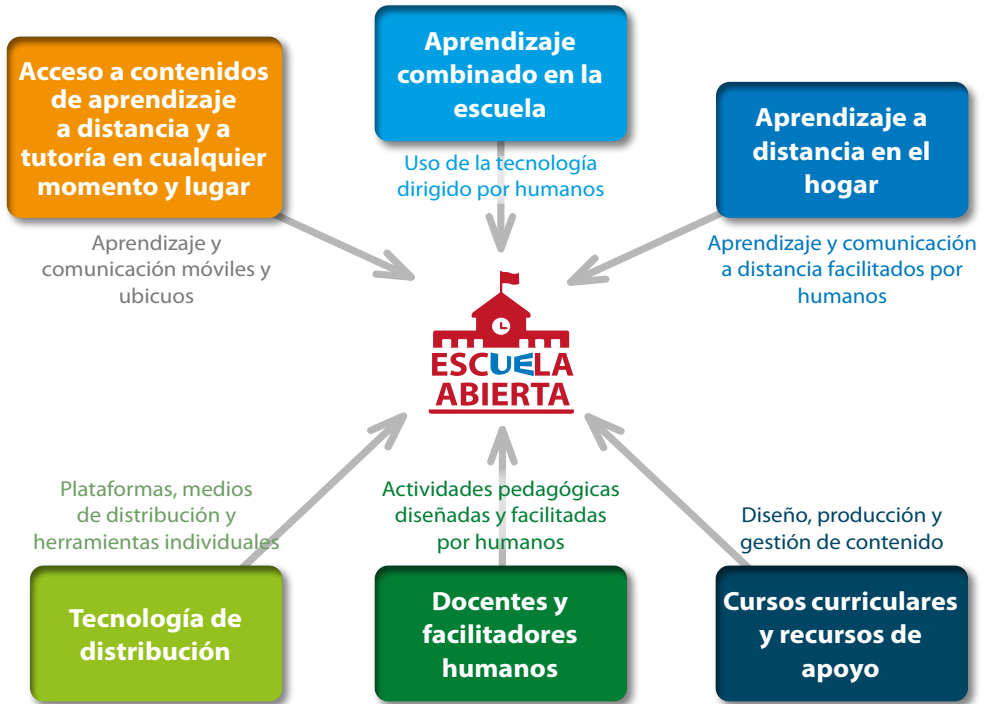 Acceso a contenidos
de aprendizaje
a distancia y a
tutoría en cualquier
momento y lugar
Aprendizaje y
comunicación móviles y
ubicuos
Aprendizaje
combinado en la
escuela
Uso de la tecnología
dirigido por humanos
Aprendizaje a
distancia en el
hogar
Aprendizaje y comunicación
a distancia facilitados por
humanos
ESCUELA
ABIERTA
Plataformas, medios
de distribución y
herramientas individuales
Tecnología de
distribución
Actividades pedagógicas
diseñadas y facilitadas
por humanos
Docentes y
facilitadores
humanos
Diseño, producción y
gestión de contenido
Cursos curriculares
y recursos de
apoyo